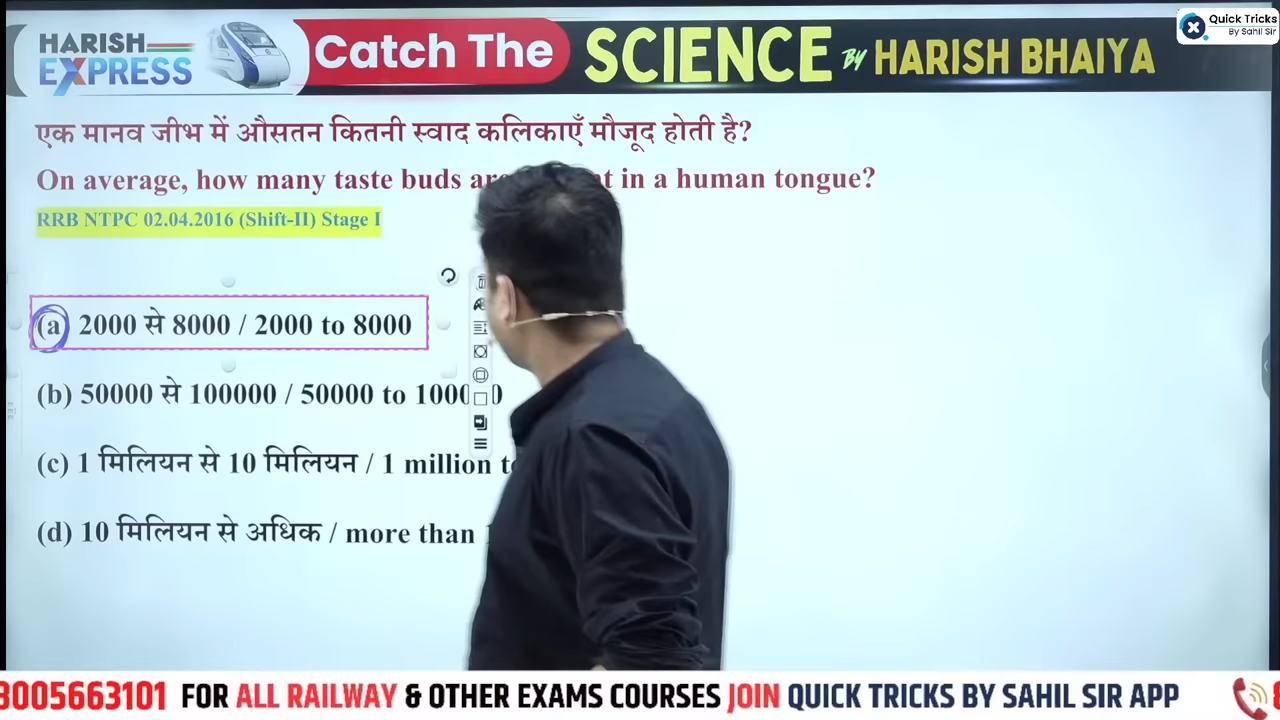 HARISH
EXPRESS
Catch The SCIENCE BY HARISH BHAIYA
Quick Tricks
By Sahil Sir
एक मानव जीभ में औसतन कितनी स्वाद कलिकाएँ मौजूद होती है?
On average, how many taste buds in a human tongue?
RRB NTPC 02.04.2016 (Shift-II) Stage I
(a) 2000 से 8000 / 2000 to 8000
(b) 50000 से 100000 / 50000 to
(c) 1 मिलियन से 10 मिलियन / 1 million
(d) 10 मिलियन से अधिक / more than
8005663101 FOR ALL RAILWAY & OTHER EXAMS COURSES JOIN QUICK TRICKS BY SAHIL SIR APP